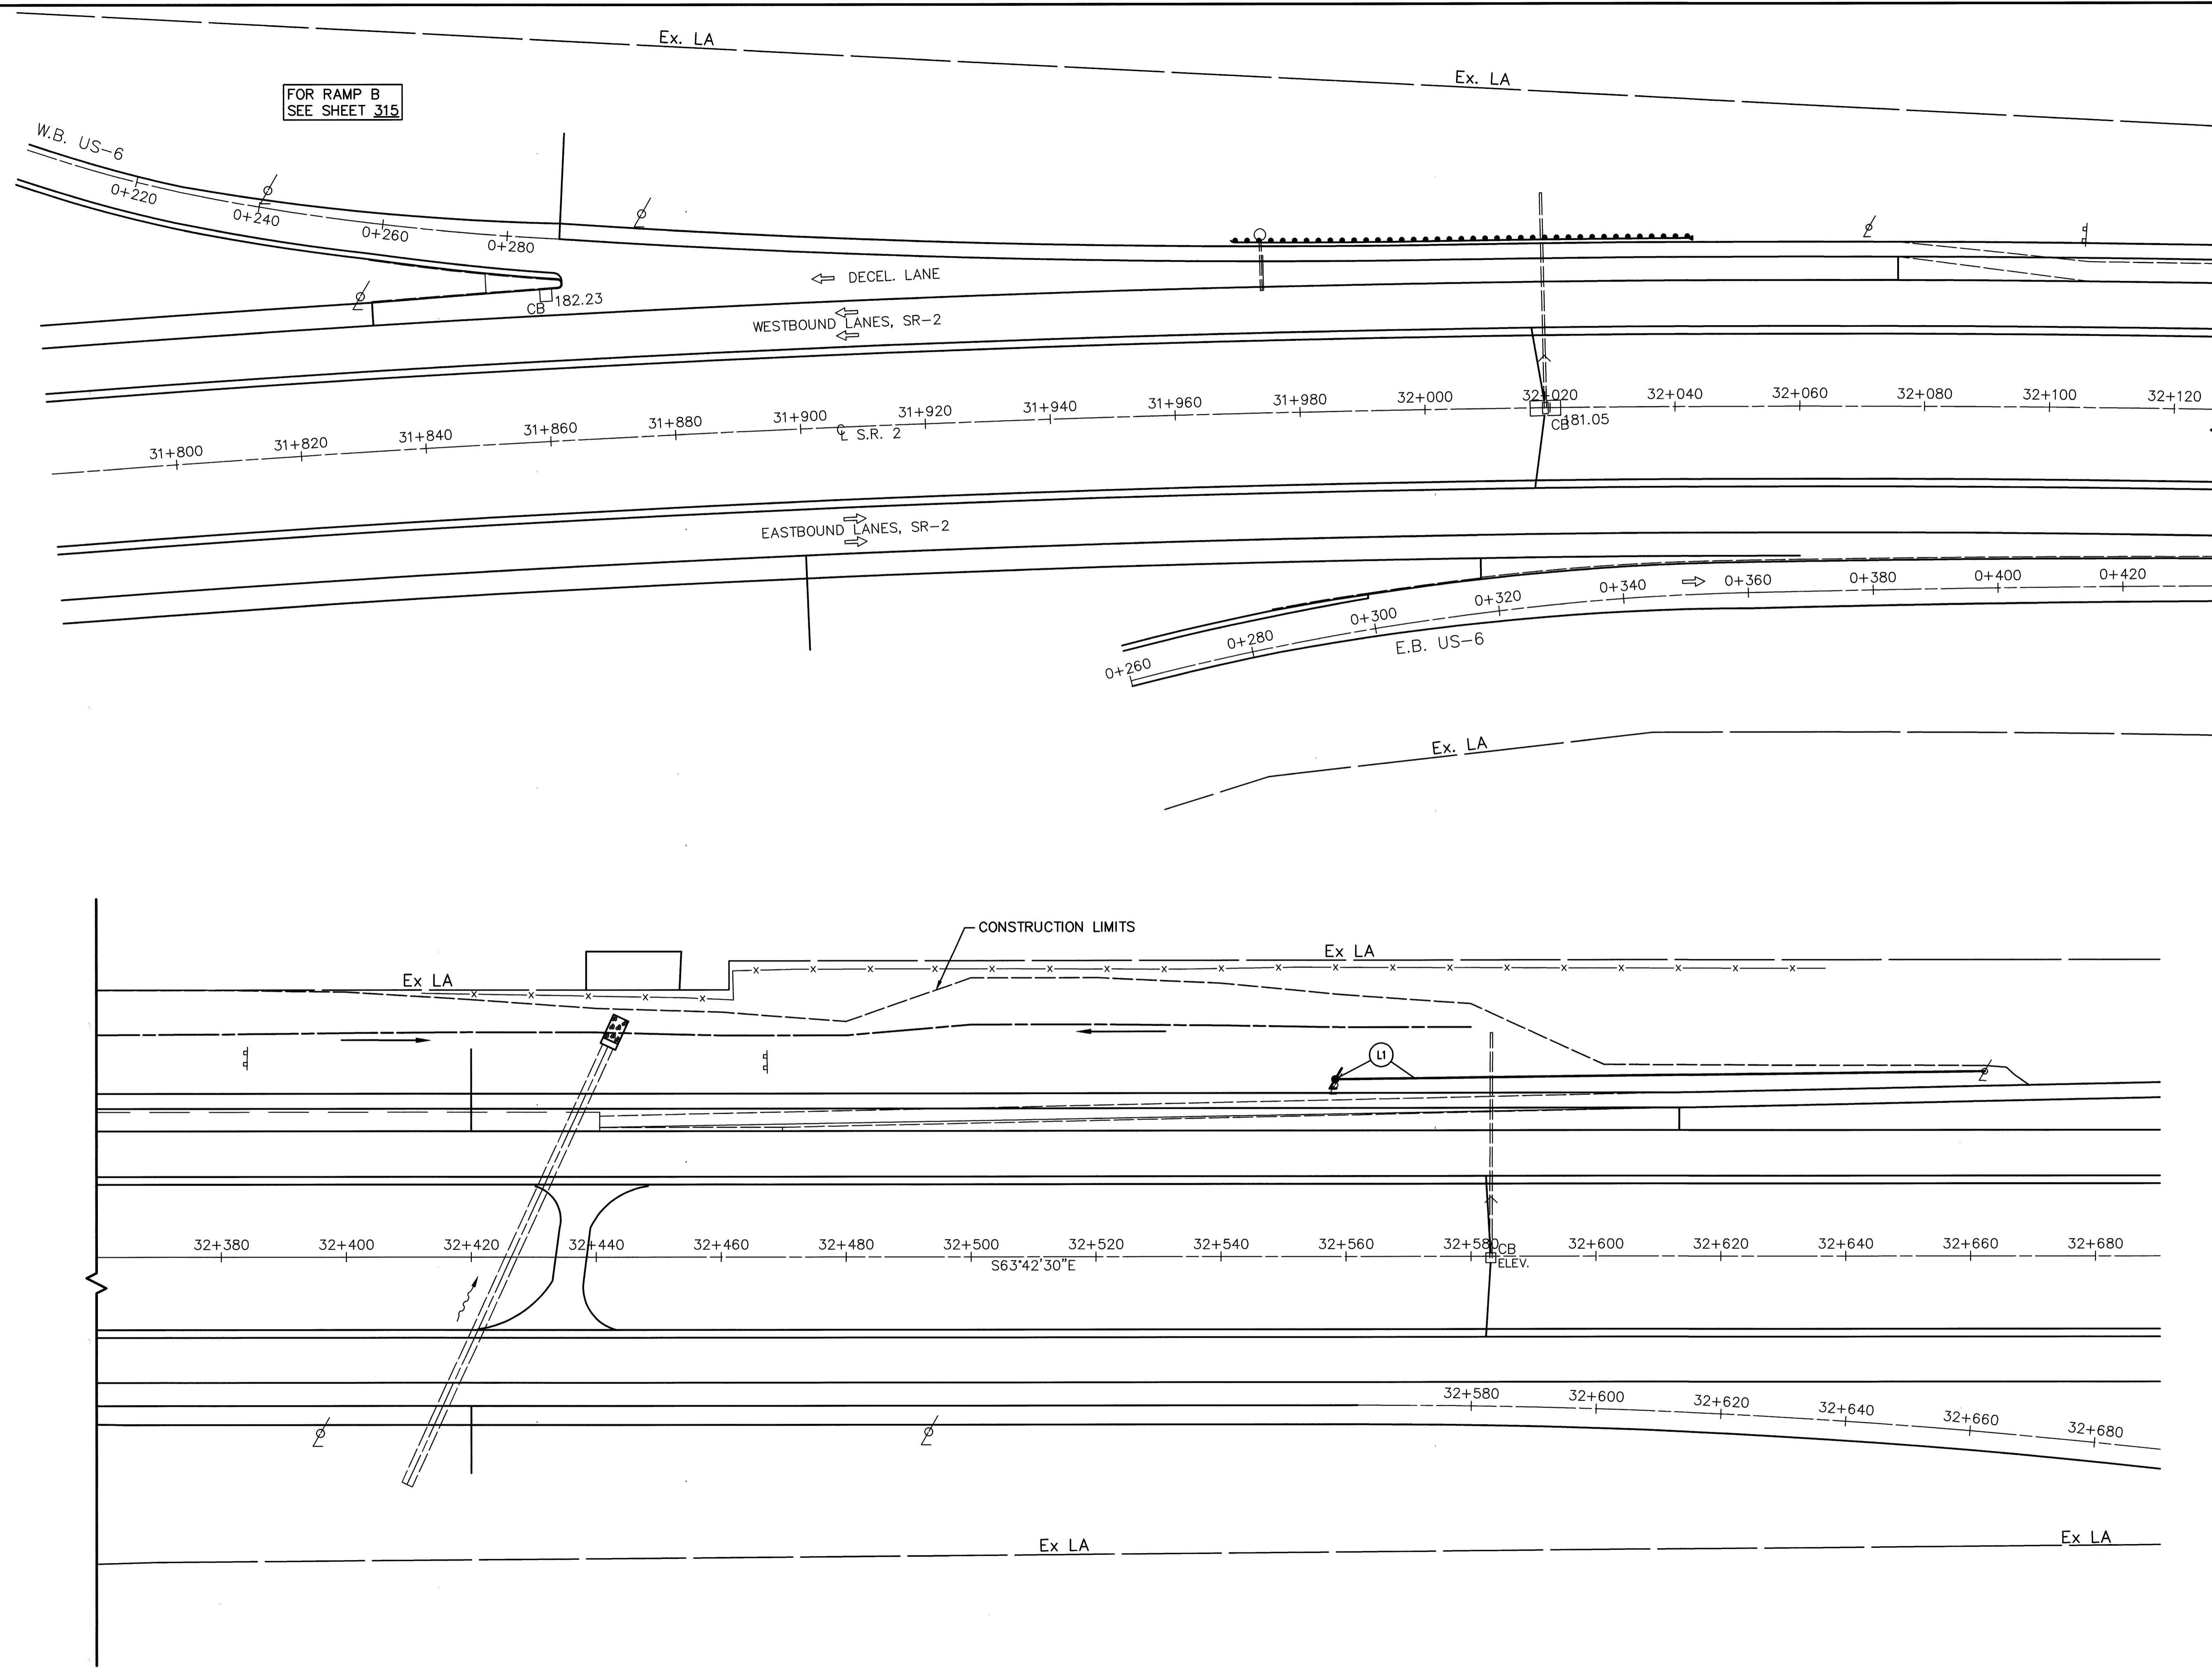 Ex. LA
Ex. LA
FOR RAMP B
SEE SHEET 315
W.B. US-6
0+220
0+240
0+260
0+280
DECEL. LANE
CB
182.23
WESTBOUND LANES, SR-2
31+800
31+820
31+840
31+860
31+880
31+900
31+920
31+940
31+960
31+980
32+000
32+020
32+040
32+060
32+080
32+100
32+120
℄ S.R. 2
CB
181.05
EASTBOUND LANES, SR-2
0+260
0+280
0+300
0+320
0+340
0+360
0+380
0+400
0+420
E.B. US-6
Ex. LA
CONSTRUCTION LIMITS
Ex LA
Ex LA
L1
32+380
32+400
32+420
32+440
32+460
32+480
32+500
32+520
32+540
32+560
32+580
32+600
32+620
32+640
32+660
32+680
CB
ELEV.
S63°42'30"E
32+580
32+600
32+620
32+640
32+660
32+680
Ex LA
Ex LA